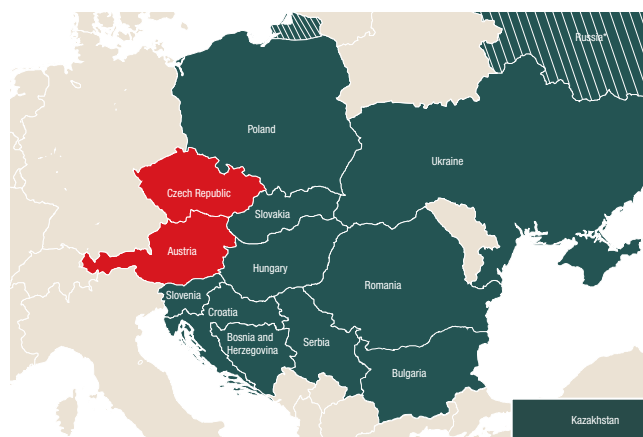 Russia*
Poland
Ukraine
Czech Republic
Slovakia
Austria
Hungary
Romania
Slovenia
Croatia
Bosnia and
Herzegovina
Serbia
Bulgaria
Kazakhstan